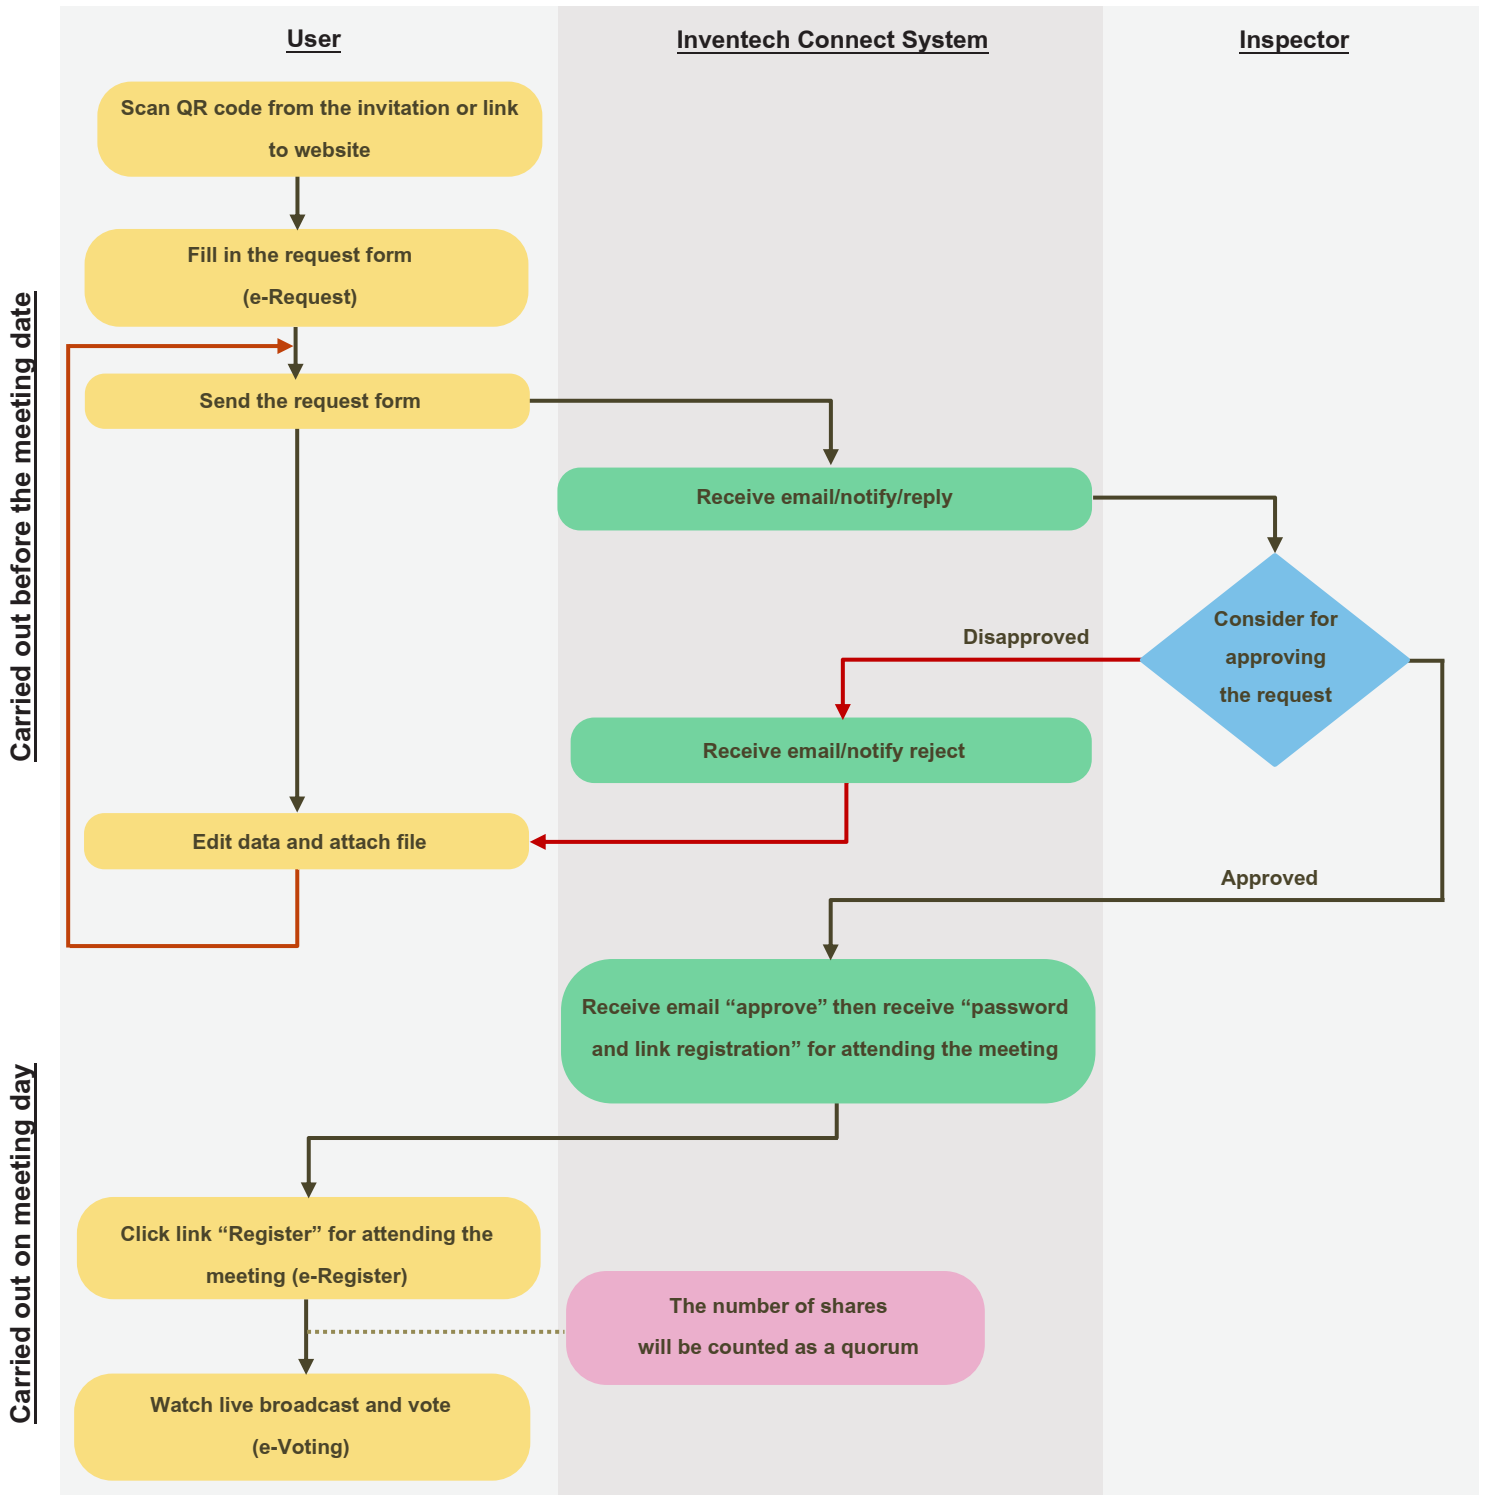 User
Inventech Connect System
Inspector
Carried out before the meeting date
Scan QR code from the invitation or link
to website
Fill in the request form
(e-Request)
Send the request form
Receive email/notify/reply
Consider for
approving
the request
Disapproved
Receive email/notify reject
Edit data and attach file
Approved
Receive email “approve” then receive “password
and link registration” for attending the meeting
Carried out on meeting day
Click link “Register” for attending the
meeting (e-Register)
The number of shares
will be counted as a quorum
Watch live broadcast and vote
(e-Voting)